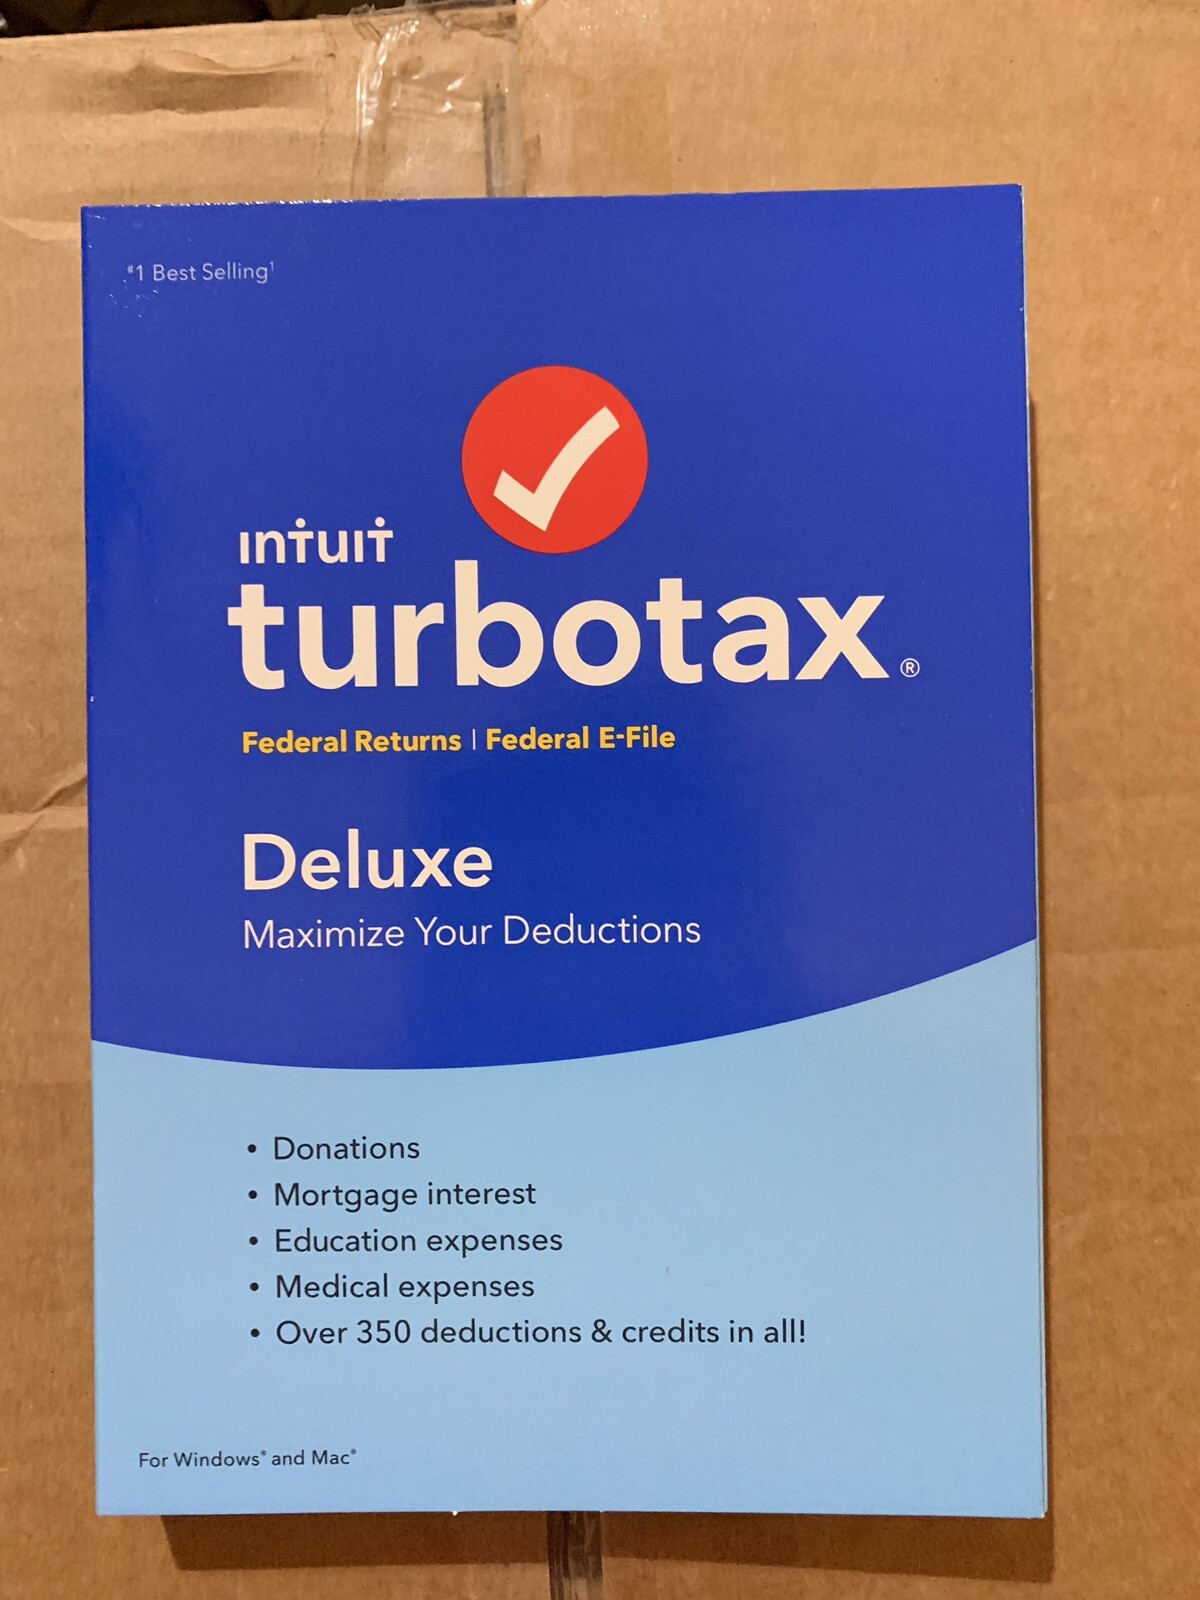 #1 Best Selling¹
intuit
turbotax®
Federal Returns | Federal E-File
Deluxe
Maximize Your Deductions
• Donations
• Mortgage interest
• Education expenses
• Medical expenses
• Over 350 deductions & credits in all!
For Windows® and Mac®